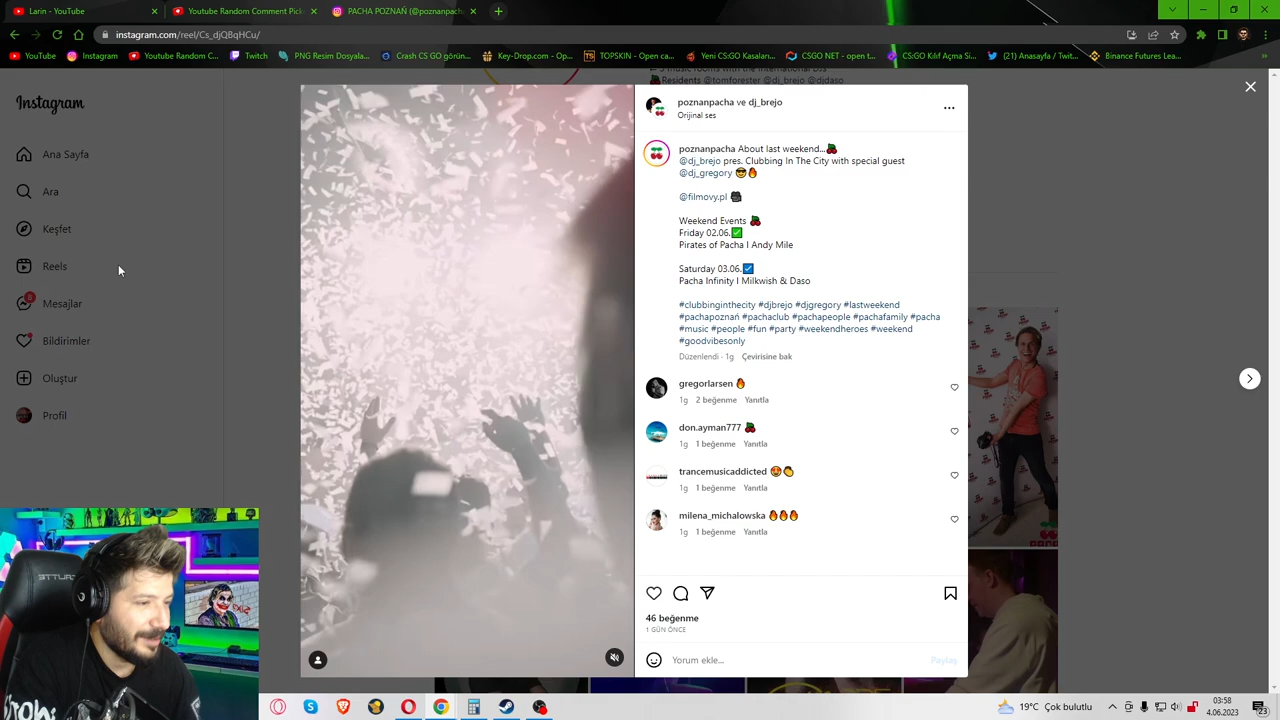 Larin - YouTube
Youtube Random Comment Pick
PACHA POZNAŃ (@poznanpach
instagram.com/reel/Cs_djQBqHCu/
YouTube
Instagram
Youtube Random C...
Twitch
PNG Resim Dosyala...
Crash CS GO görün...
Key-Drop.com - Op...
TOPSKIN - Open ca...
Yeni CS:GO Kasaları...
CSGO NET - open t...
CS:GO Kılıf Açma Si...
(21) Anasayfa / Twit...
Binance Futures Lea...
Residents @tomforester @dj_brejo @djdaso
Instagram
Ana Sayfa
Ara
Keşfet
Reels
Mesajlar
Bildirimler
Oluştur
Profil
poznanpacha ve dj_brejo
Orijinal ses
poznanpacha About last weekend...🍒
@dj_brejo pres. Clubbing In The City with special guest
@dj_gregory 😎🔥
@filmovy.pl 🎥
Weekend Events 🍒
Friday 02.06.✅
Pirates of Pacha I Andy Mile
Saturday 03.06.☑️
Pacha Infinity I Milkwish & Daso
#clubbinginthecity #djbrejo #djgregory #lastweekend
#pachapoznań #pachaclub #pachapeople #pachafamily #pacha
#music #people #fun #party #weekendheroes #weekend
#goodvibesonly
Düzenlendi · 1g Çevirisine bak
gregorlarsen 🔥
1g 2 beğenme Yanıtla
don.ayman777 🍒
1g 1 beğenme Yanıtla
trancemusicaddicted 🤩👏
1g 1 beğenme Yanıtla
milena_michalowska 🔥🔥🔥
1g 1 beğenme Yanıtla
46 beğenme
1 GÜN ÖNCE
Yorum ekle...
Paylaş
19°C Çok bulutlu
03:58
4.06.2023
23